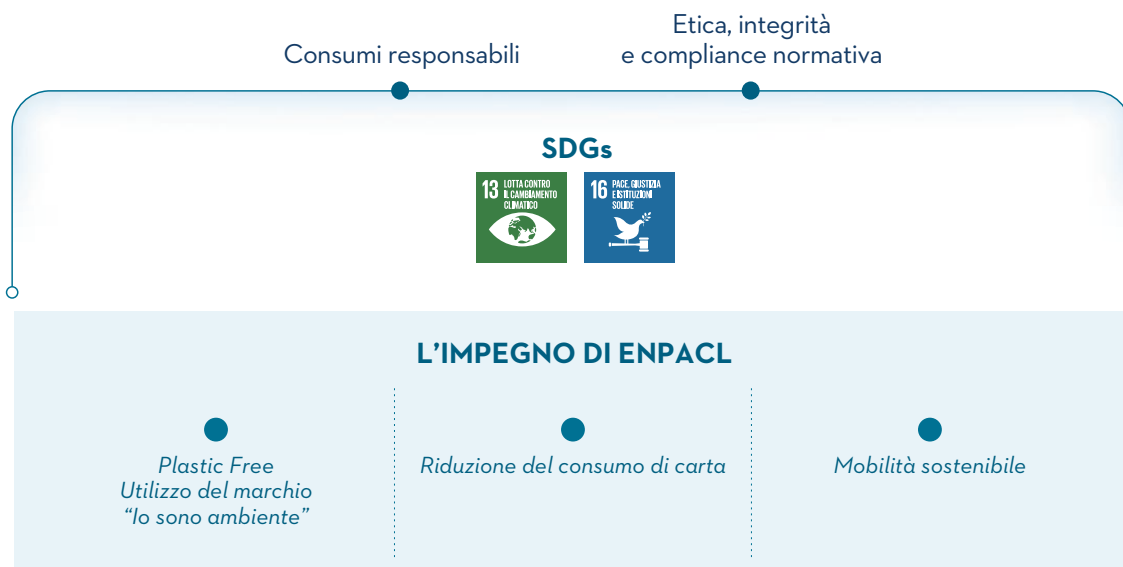 Consumi responsabili
Etica, integrità
e compliance normativa
SDGs
13 LOTTA CONTRO
IL CAMBIAMENTO
CLIMATICO
16 PACE, GIUSTIZIA
E ISTITUZIONI
SOLIDE
L’IMPEGNO DI ENPACL
Plastic Free
Utilizzo del marchio
“Io sono ambiente”
Riduzione del consumo di carta
Mobilità sostenibile